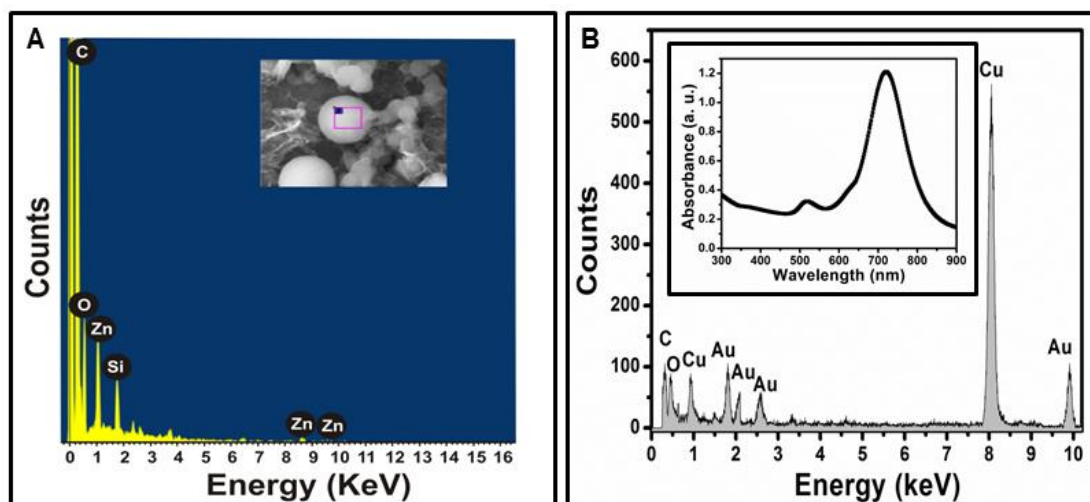 A
C
O
Zn
Si
Zn Zn
Counts
0 1 2 3 4 5 6 7 8 9 10 11 12 13 14 15 16
Energy (KeV)
B
600
500
400
300
200
100
0
Counts
C
O
Cu
Au
Au
Au
Cu
Au
0 1 2 3 4 5 6 7 8 9 10
Energy (keV)
1.2
1.0
0.8
0.6
0.4
0.2
0.0
Absorbance (a. u.)
300 400 500 600 700 800 900
Wavelength (nm)